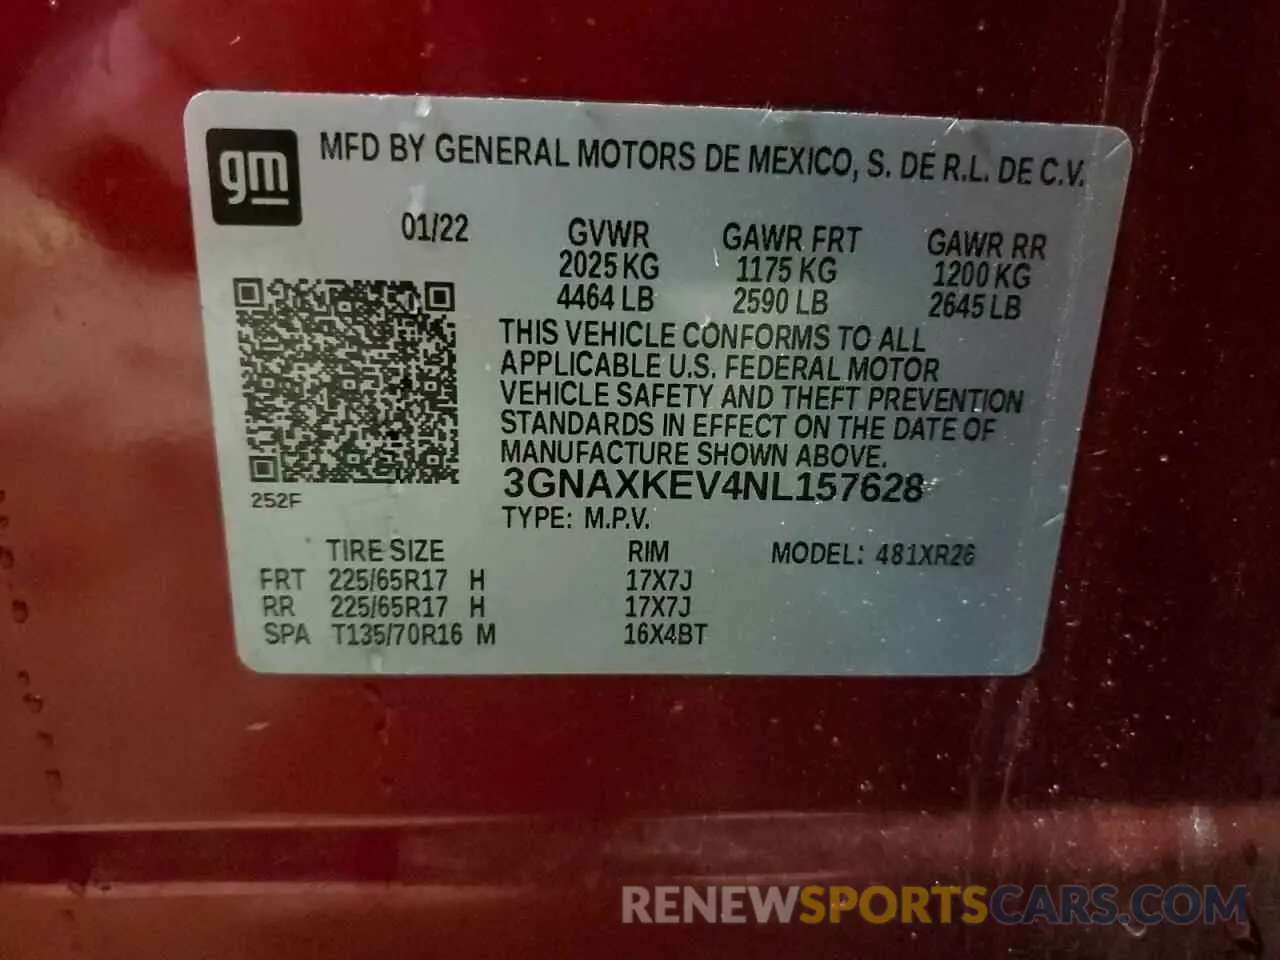 gm
MFD BY GENERAL MOTORS DE MEXICO, S. DE R.L. DE C.V.
01/22
GVWR GAWR FRT GAWR RR
2025 KG 1175 KG 1200 KG
4464 LB 2590 LB 2645 LB
THIS VEHICLE CONFORMS TO ALL
APPLICABLE U.S. FEDERAL MOTOR
VEHICLE SAFETY AND THEFT PREVENTION
STANDARDS IN EFFECT ON THE DATE OF
MANUFACTURE SHOWN ABOVE.
3GNAXKEV4NL157628
252F
TYPE: M.P.V.
TIRE SIZE RIM MODEL: 481XR26
FRT 225/65R17 H 17X7J
RR 225/65R17 H 17X7J
SPA T135/70R16 M 16X4BT
RENEWSPORTSCARS.COM